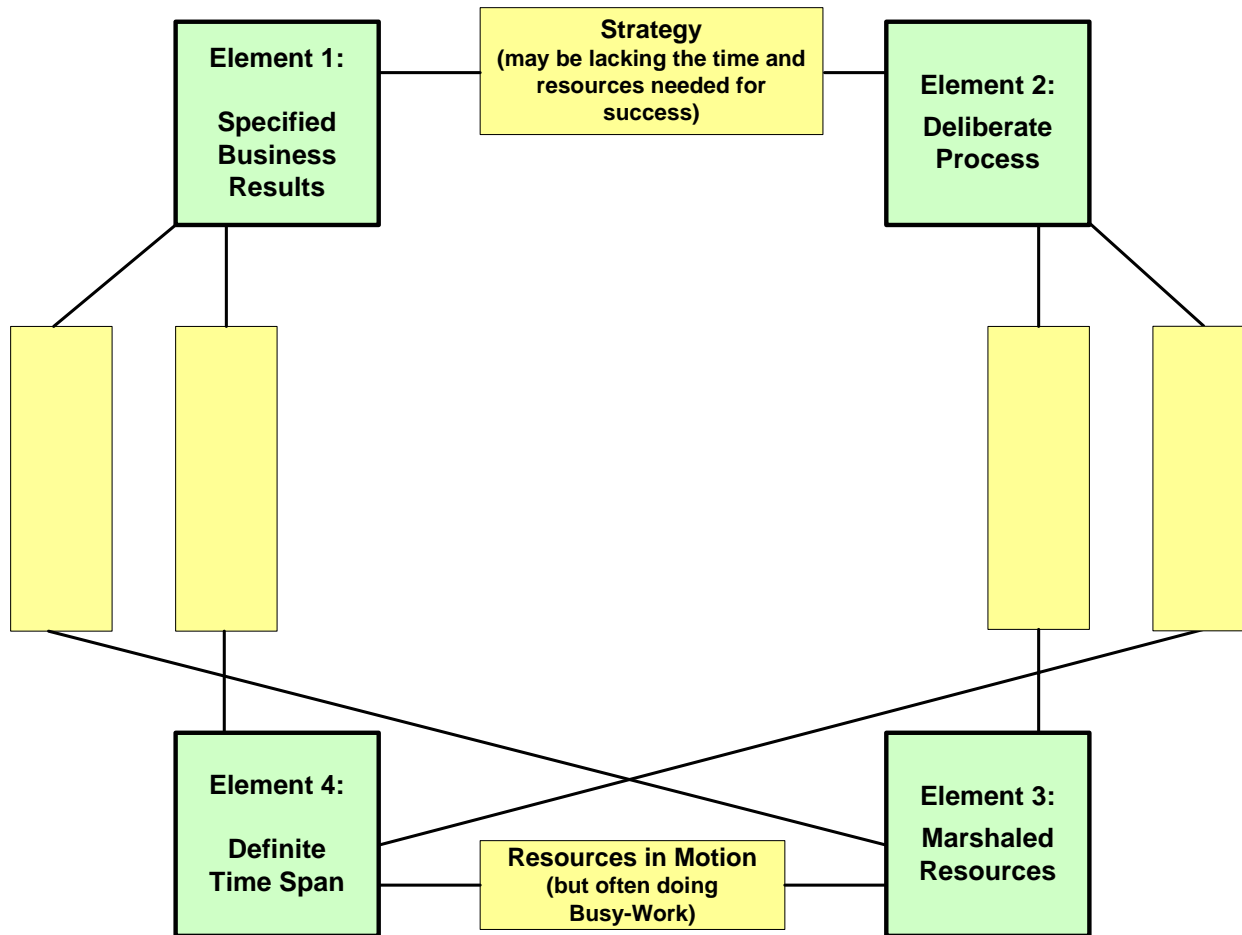 Element 1:
Specified
Business
Results
Strategy
(may be lacking the time and
resources needed for
success)
Element 2:
Deliberate
Process
Element 4:
Definite
Time Span
Resources in Motion
(but often doing
Busy-Work)
Element 3:
Marshaled
Resources